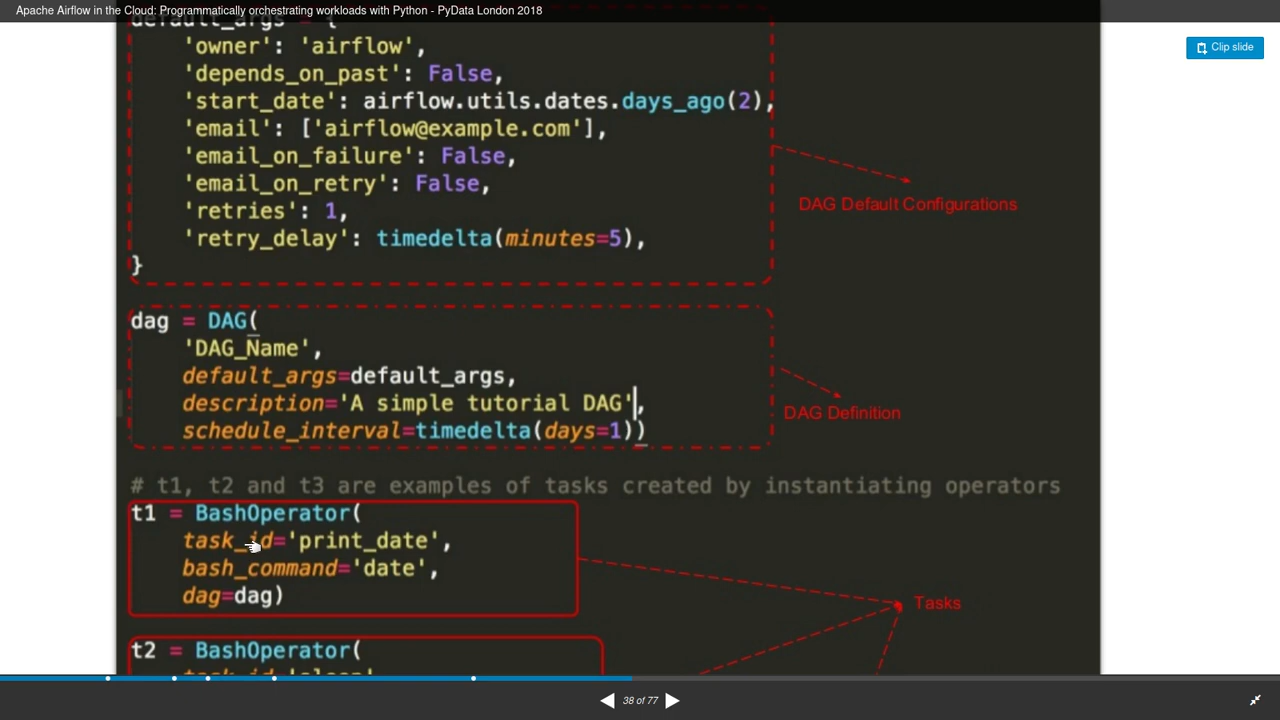 Apache Airflow in the Cloud: Programmatically orchestrating workloads with Python - PyData London 2018
Clip slide
default_args = {
'owner': 'airflow',
'depends_on_past': False,
'start_date': airflow.utils.dates.days_ago(2),
'email': ['airflow@example.com'],
'email_on_failure': False,
'email_on_retry': False,
'retries': 1,
'retry_delay': timedelta(minutes=5),
}
DAG Default Configurations
dag = DAG(
'DAG_Name',
default_args=default_args,
description='A simple tutorial DAG',
schedule_interval=timedelta(days=1))
DAG Definition
# t1, t2 and t3 are examples of tasks created by instantiating operators
t1 = BashOperator(
task_id='print_date',
bash_command='date',
dag=dag)
Tasks
t2 = BashOperator(
38 of 77